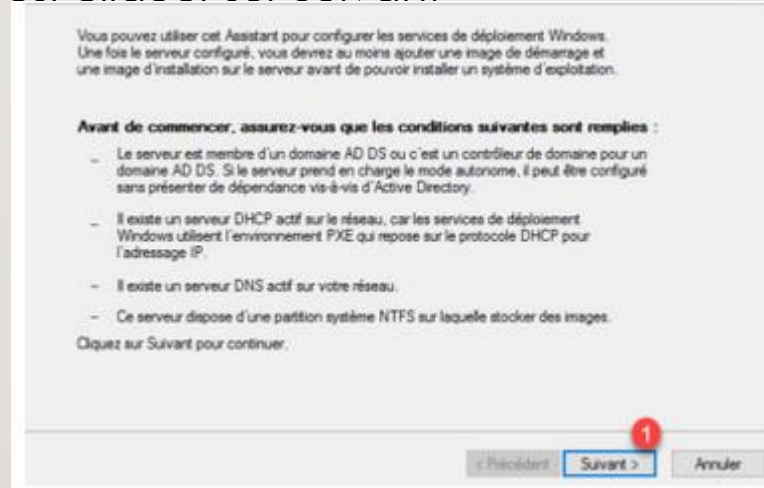 Vous pouvez utiliser cet Assistant pour configurer les services de déploiement Windows.
Une fois le serveur configuré, vous devrez au moins ajouter une image de démarrage et
une image d'installation sur le serveur avant de pouvoir installer un système d'exploitation.
Avant de commencer, assurez-vous que les conditions suivantes sont remplies :
_ Le serveur est membre d'un domaine AD DS ou c'est un contrôleur de domaine pour un
domaine AD DS. Si le serveur prend en charge le mode autonome, il peut être configuré
sans présenter de dépendance vis-à-vis d'Active Directory.
_ Il existe un serveur DHCP actif sur le réseau, car les services de déploiement
Windows utilisent l'environnement PXE qui repose sur le protocole DHCP pour
l'adressage IP.
- Il existe un serveur DNS actif sur votre réseau.
- Ce serveur dispose d'une partition système NTFS sur laquelle stocker des images.
Cliquez sur Suivant pour continuer.
1
< Précédent Suivant > Annuler